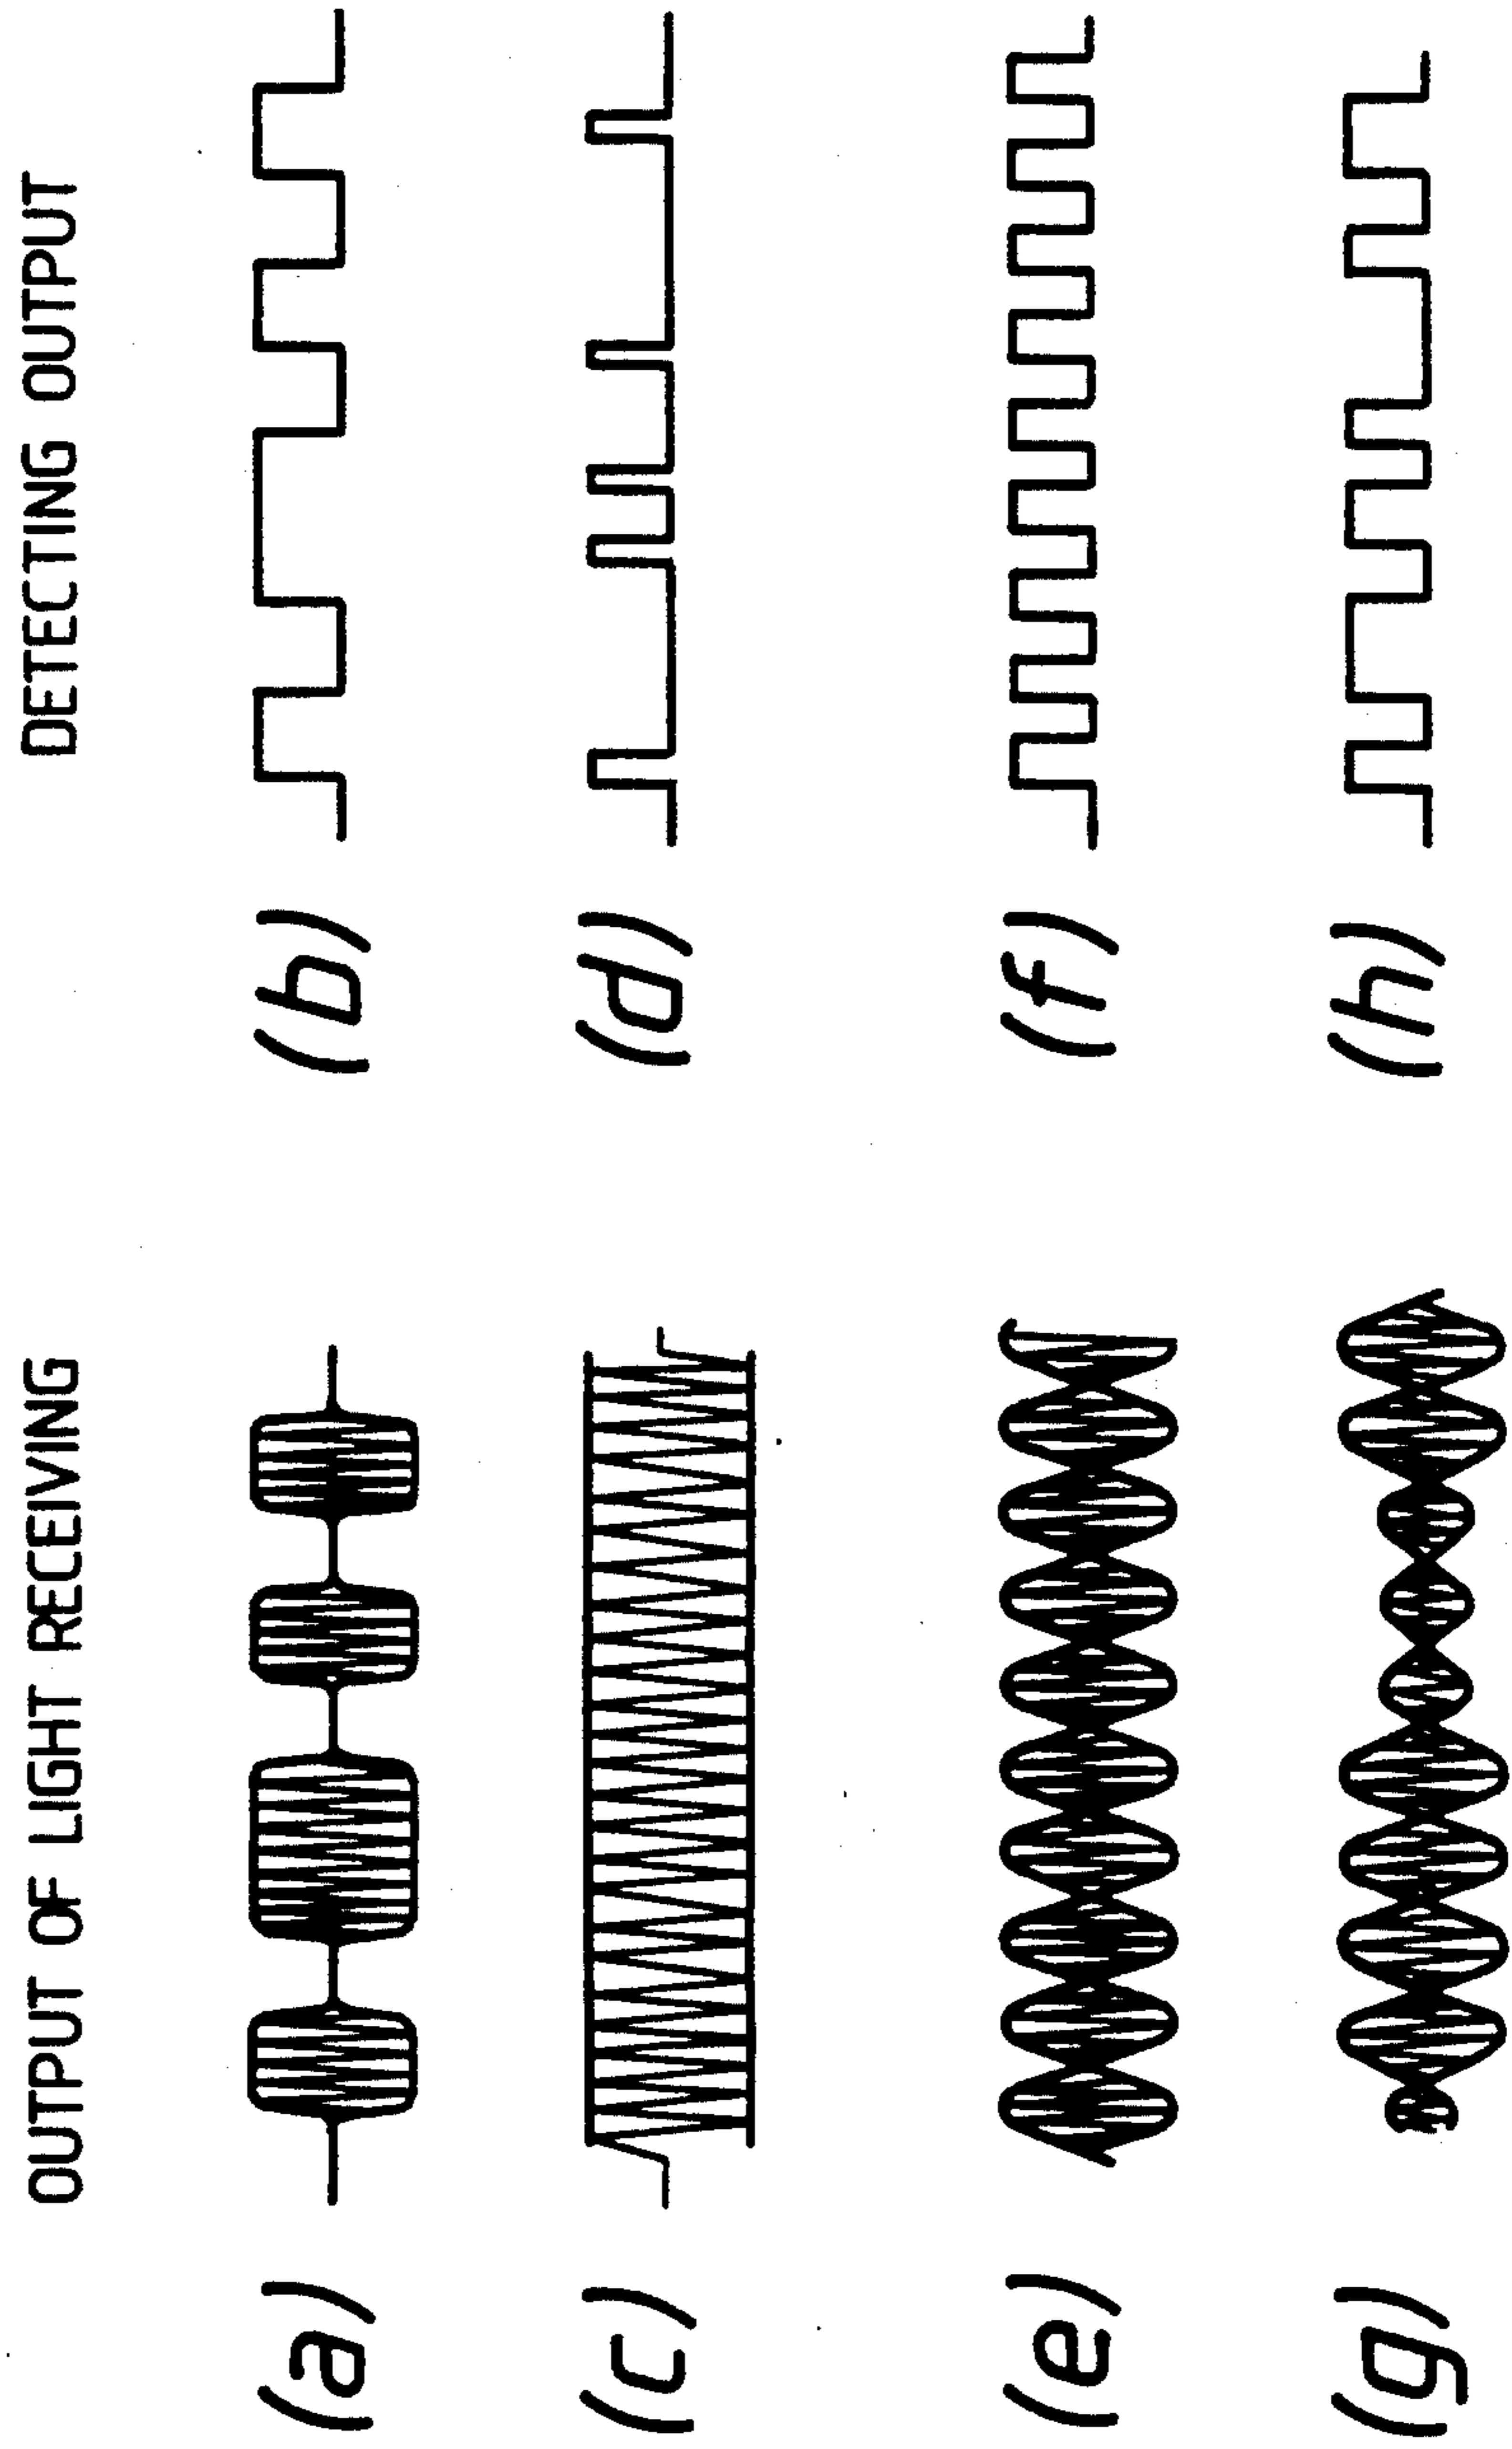 OUTPUT OF LIGHT RECEIVING
DETECTING OUTPUT
(a)
(b)
(c)
(d)
(e)
(f)
(g)
(h)